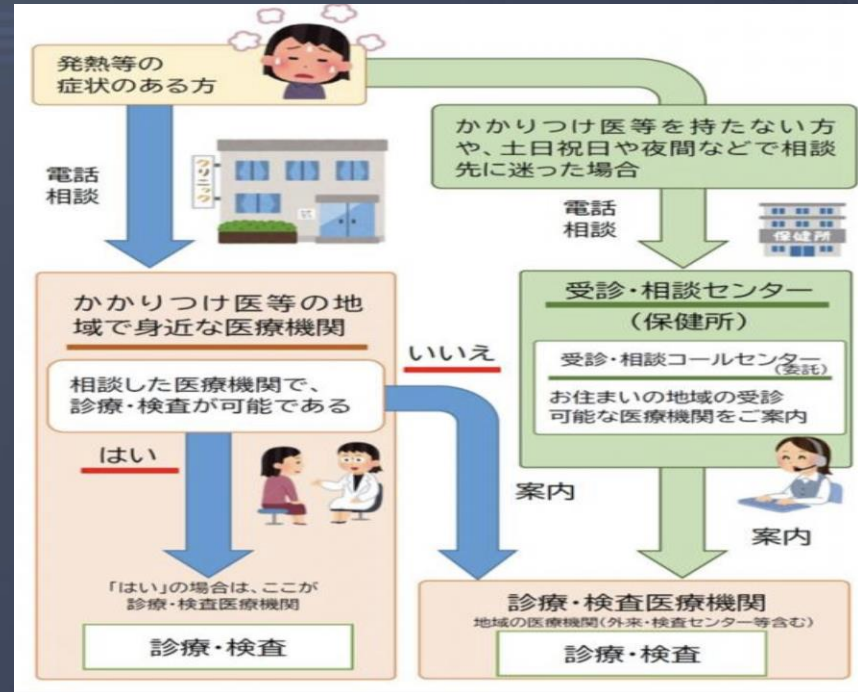 発熱等の
症状のある方
電話
相談
クリニック
かかりつけ医等の地
域で身近な医療機関
相談した医療機関で、
診療・検査が可能である
はい
いいえ
案内
「はい」の場合は、ここが
診療・検査医療機関
診療・検査
かかりつけ医等を持たない方
や、土日祝日や夜間などで相談
先に迷った場合
電話
相談
保健所
受診・相談センター
(保健所)
受診・相談コールセンター
(委託)
お住まいの地域の受診
可能な医療機関をご案内
案内
診療・検査医療機関
地域の医療機関(外来・検査センター等含む)
診療・検査